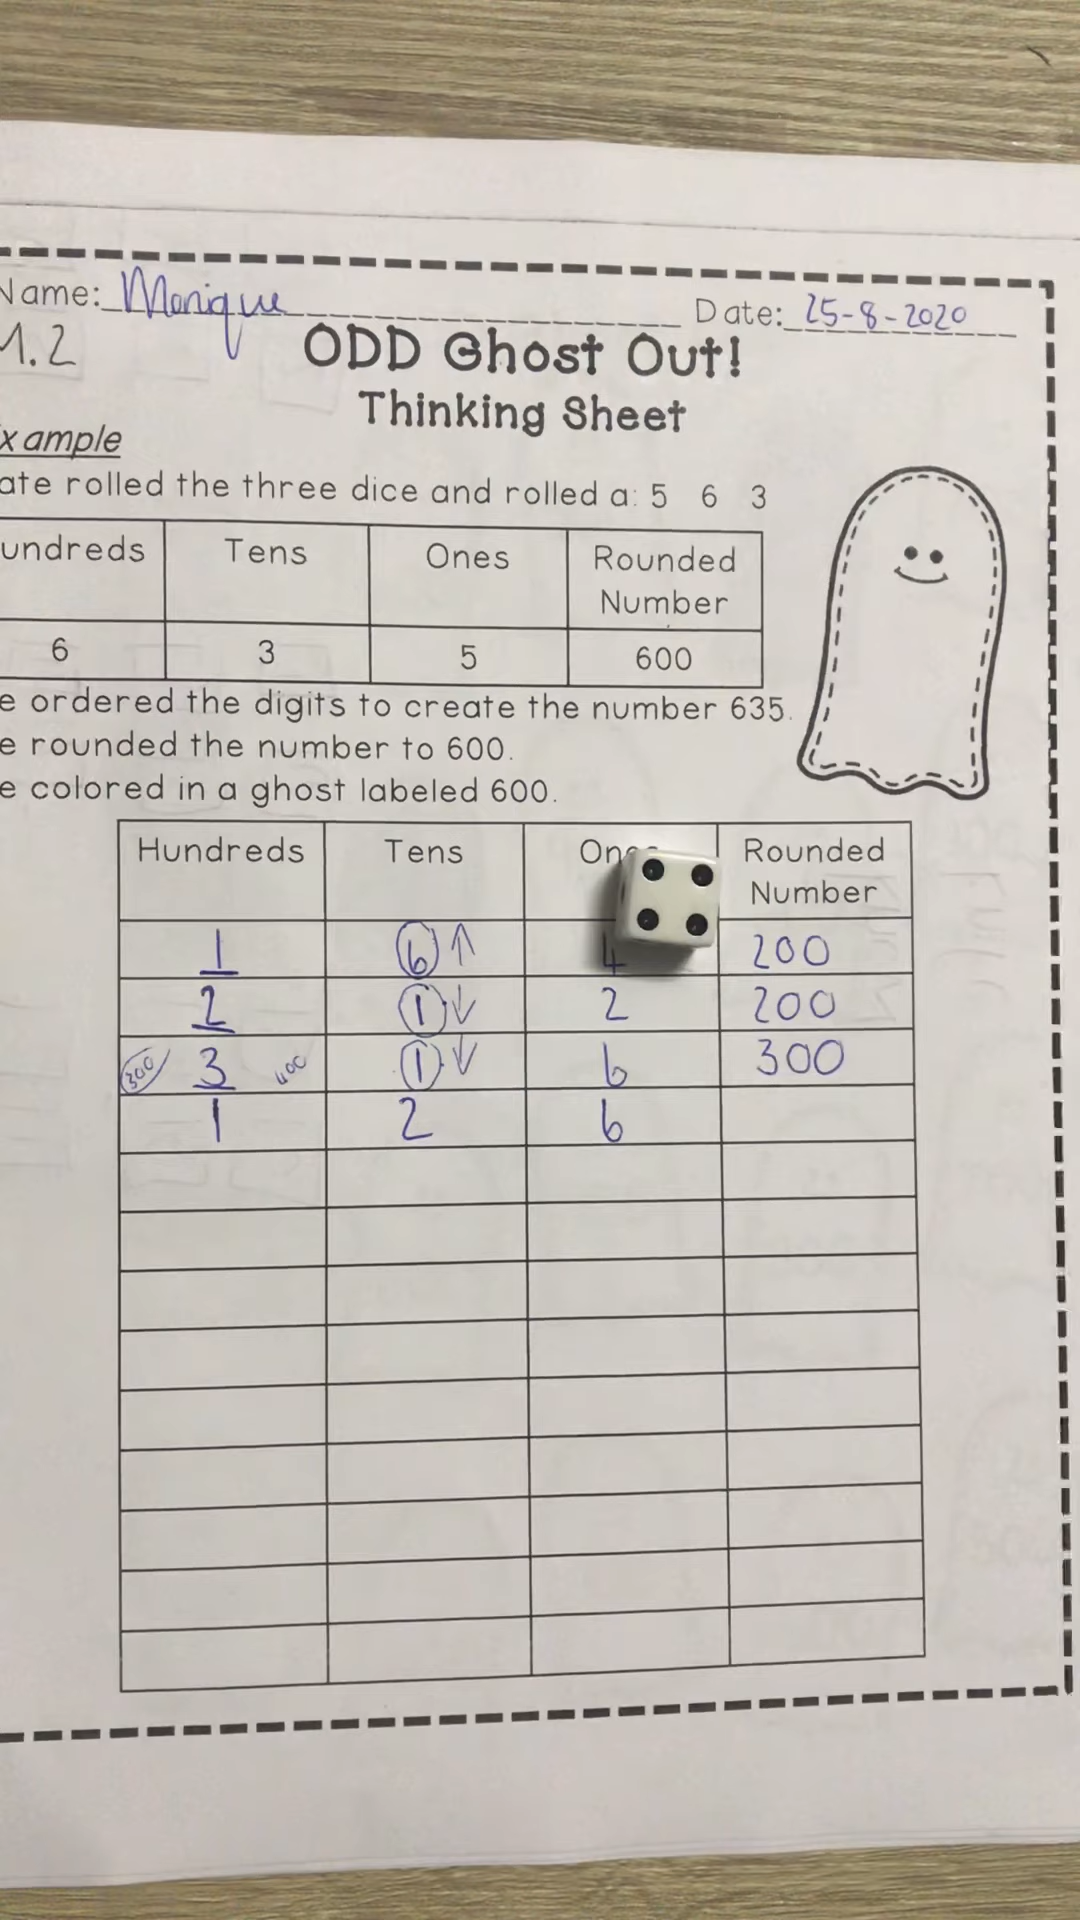 Name: Monique Date: 25-8-2020
1.2 ODD Ghost Out!
Thinking Sheet
xample
ate rolled the three dice and rolled a: 5 6 3
undreds Tens Ones Rounded Number
6 3 5 600
e ordered the digits to create the number 635.
e rounded the number to 600.
e colored in a ghost labeled 600.
Hundreds Tens Ones Rounded Number
1 6 ↑ 4 200
2 1 ↓ 2 200
300 3 400 1 ↓ 6 300
1 2 6